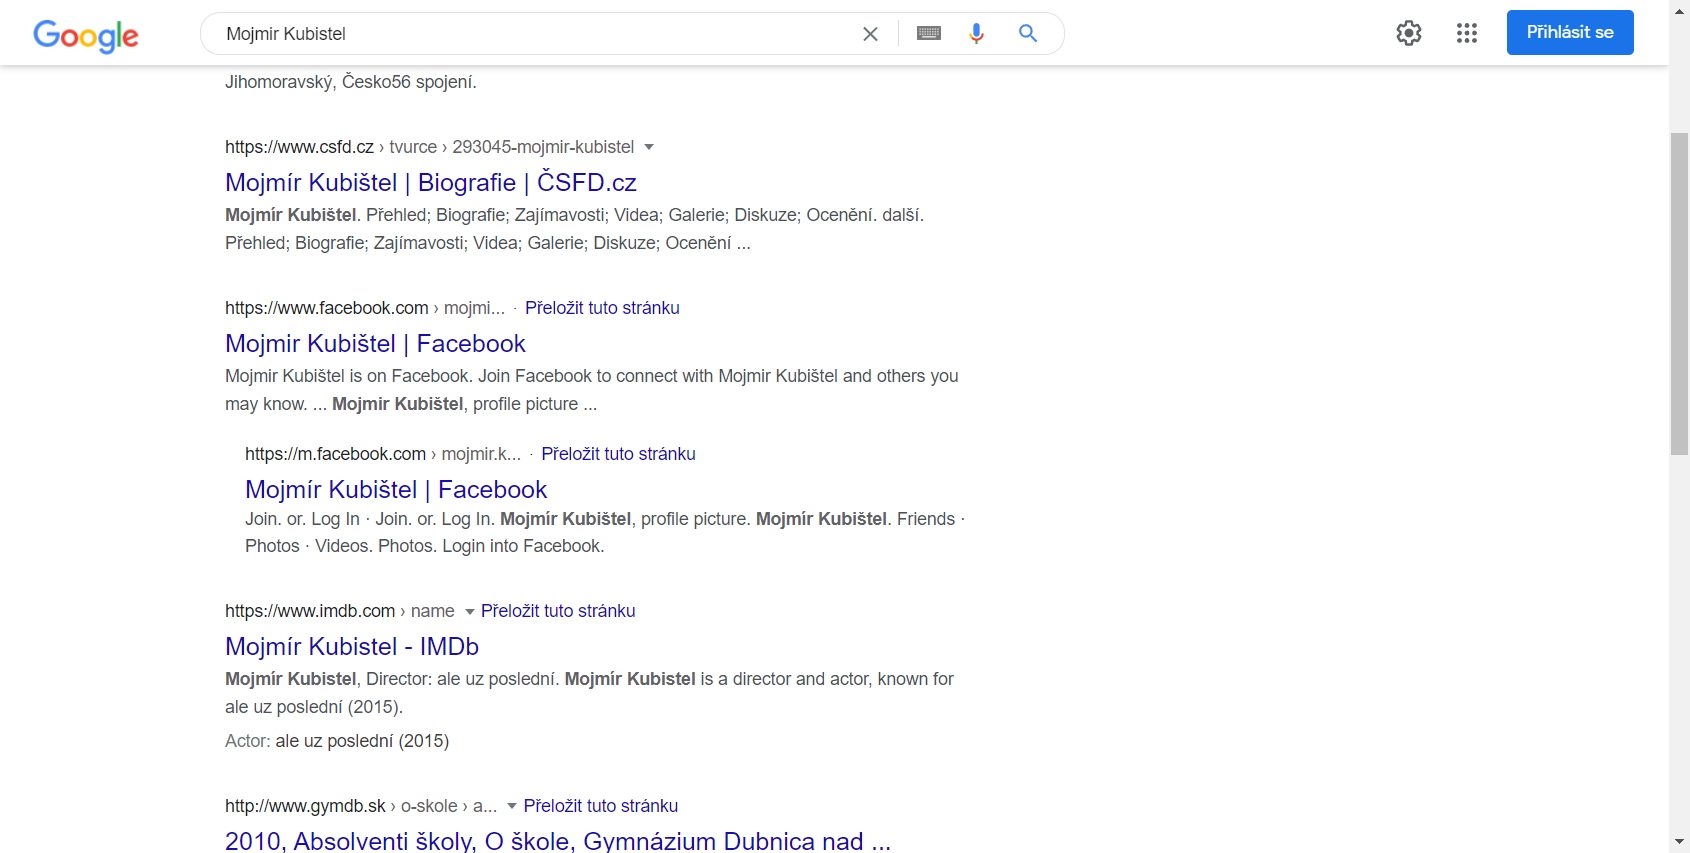 Google
Mojmir Kubistel
Přihlásit se
Jihomoravský, Česko56 spojení.
https://www.csfd.cz › tvurce › 293045-mojmir-kubistel
Mojmír Kubištel | Biografie | ČSFD.cz
Mojmír Kubištel. Přehled; Biografie; Zajímavosti; Videa; Galerie; Diskuze; Ocenění. další.
Přehled; Biografie; Zajímavosti; Videa; Galerie; Diskuze; Ocenění ...
https://www.facebook.com › mojmi... · Přeložit tuto stránku
Mojmir Kubištel | Facebook
Mojmir Kubištel is on Facebook. Join Facebook to connect with Mojmir Kubištel and others you
may know. ... Mojmir Kubištel, profile picture ...
https://m.facebook.com › mojmir.k... · Přeložit tuto stránku
Mojmír Kubištel | Facebook
Join. or. Log In · Join. or. Log In. Mojmír Kubištel, profile picture. Mojmír Kubištel. Friends ·
Photos · Videos. Photos. Login into Facebook.
https://www.imdb.com › name Přeložit tuto stránku
Mojmír Kubistel - IMDb
Mojmír Kubistel, Director: ale uz poslední. Mojmír Kubistel is a director and actor, known for
ale uz poslední (2015).
Actor: ale uz poslední (2015)
http://www.gymdb.sk › o-skole › a... Přeložit tuto stránku
2010, Absolventi školy, O škole, Gymnázium Dubnica nad ...